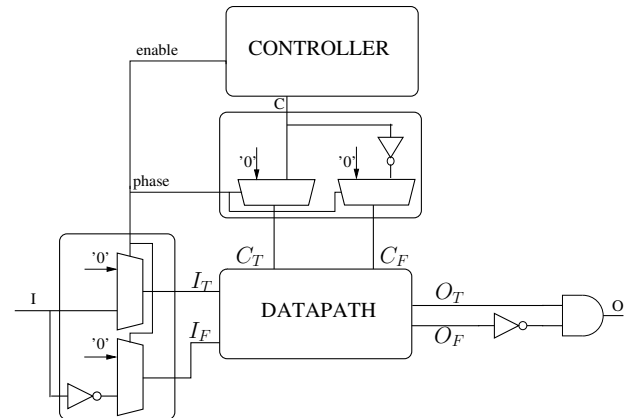 enable
CONTROLLER
C
'0'
'0'
phase
C_T
C_F
'0'
I_T
DATAPATH
O_T
O
I
'0'
I_F
O_F